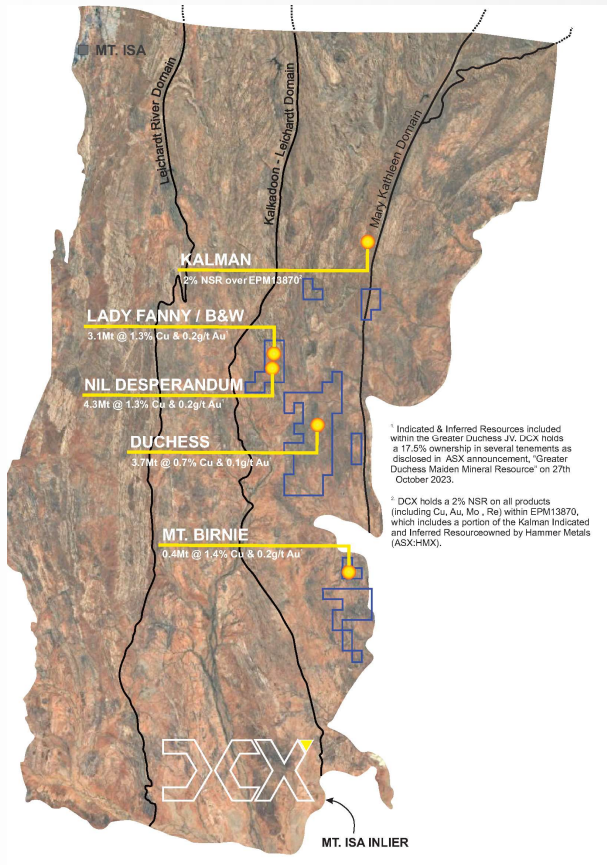 MT. ISA
Leichardt River Domain
Kalkadoon - Leichardt Domain
Mary Kathleen Domain
KALMAN
2% NSR over EPM13870²
LADY FANNY / B&W
3.1Mt @ 1.3% Cu & 0.2g/t Au
NIL DESPERANDUM
4.3Mt @ 1.3% Cu & 0.2g/t Au
DUCHESS
3.7Mt @ 0.7% Cu & 0.1g/t Au
MT. BIRNIE
0.4Mt @ 1.4% Cu & 0.2g/t Au
¹ Indicated & Inferred Resources included
within the Greater Duchess JV. DCX holds
a 17.5% ownership in several tenements as
disclosed in ASX announcement, "Greater
Duchess Maiden Mineral Resource" on 27th
October 2023.
² DCX holds a 2% NSR on all products
(including Cu, Au, Mo , Re) within EPM13870,
which includes a portion of the Kalman Indicated
and Inferred Resourceowned by Hammer Metals
(ASX:HMX).
DCX
MT. ISA INLIER